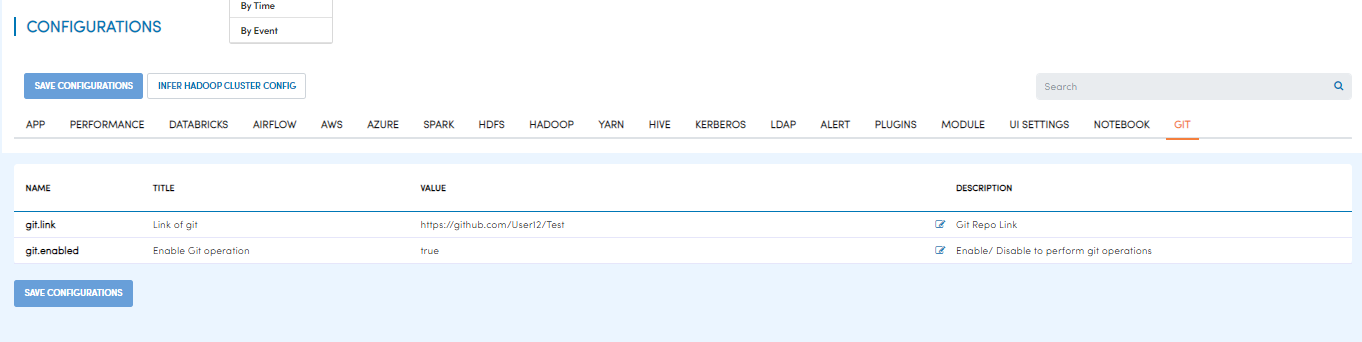 By Time
CONFIGURATIONS
By Event
SAVE CONFIGURATIONS INFER HADOOP CLUSTER CONFIG Search
APP PERFORMANCE DATABRICKS AIRFLOW AWS AZURE SPARK HDFS HADOOP YARN HIVE KERBEROS LDAP ALERT PLUGINS MODULE UI SETTINGS NOTEBOOK GIT
NAME TITLE VALUE DESCRIPTION
git.link Link of git https://github.com/User12/Test Git Repo Link
git.enabled Enable Git operation true Enable/ Disable to perform git operations
SAVE CONFIGURATIONS